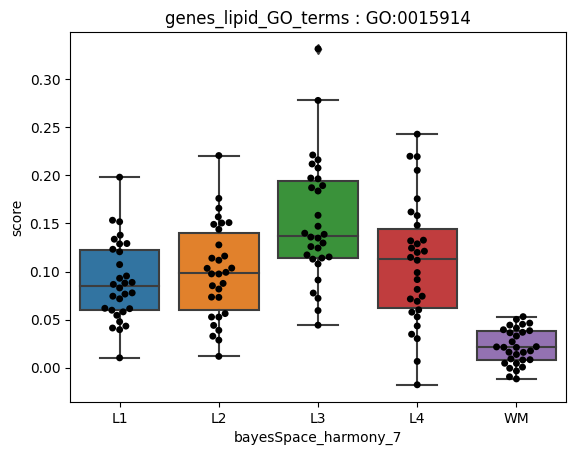 genes_lipid_GO_terms : GO:0015914
0.30
0.25
0.20
0.15
0.10
0.05
0.00
score
L1 L2 L3 L4 WM
bayesSpace_harmony_7